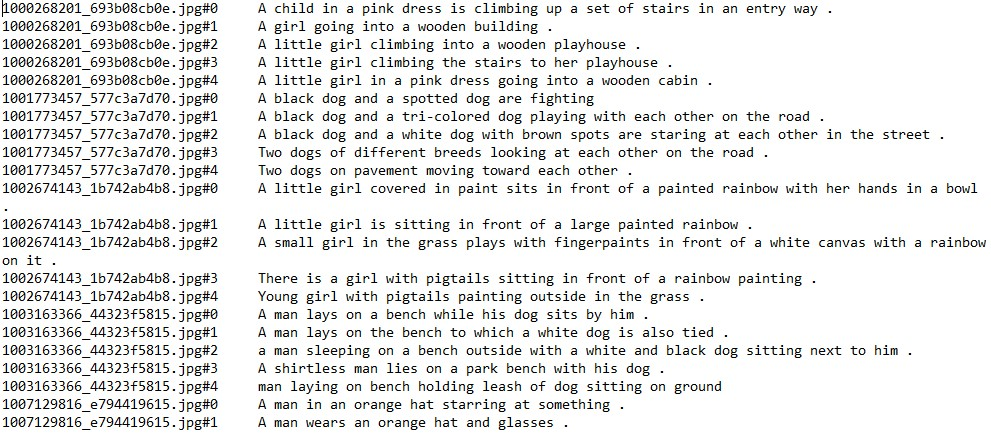 1000268201_693b08cb0e.jpg#0	A child in a pink dress is climbing up a set of stairs in an entry way .
1000268201_693b08cb0e.jpg#1	A girl going into a wooden building .
1000268201_693b08cb0e.jpg#2	A little girl climbing into a wooden playhouse .
1000268201_693b08cb0e.jpg#3	A little girl climbing the stairs to her playhouse .
1000268201_693b08cb0e.jpg#4	A little girl in a pink dress going into a wooden cabin .
1001773457_577c3a7d70.jpg#0	A black dog and a spotted dog are fighting
1001773457_577c3a7d70.jpg#1	A black dog and a tri-colored dog playing with each other on the road .
1001773457_577c3a7d70.jpg#2	A black dog and a white dog with brown spots are staring at each other in the street .
1001773457_577c3a7d70.jpg#3	Two dogs of different breeds looking at each other on the road .
1001773457_577c3a7d70.jpg#4	Two dogs on pavement moving toward each other .
1002674143_1b742ab4b8.jpg#0	A little girl covered in paint sits in front of a painted rainbow with her hands in a bowl
.
1002674143_1b742ab4b8.jpg#1	A little girl is sitting in front of a large painted rainbow .
1002674143_1b742ab4b8.jpg#2	A small girl in the grass plays with fingerpaints in front of a white canvas with a rainbow
on it .
1002674143_1b742ab4b8.jpg#3	There is a girl with pigtails sitting in front of a rainbow painting .
1002674143_1b742ab4b8.jpg#4	Young girl with pigtails painting outside in the grass .
1003163366_44323f5815.jpg#0	A man lays on a bench while his dog sits by him .
1003163366_44323f5815.jpg#1	A man lays on the bench to which a white dog is also tied .
1003163366_44323f5815.jpg#2	a man sleeping on a bench outside with a white and black dog sitting next to him .
1003163366_44323f5815.jpg#3	A shirtless man lies on a park bench with his dog .
1003163366_44323f5815.jpg#4	man laying on bench holding leash of dog sitting on ground
1007129816_e794419615.jpg#0	A man in an orange hat starring at something .
1007129816_e794419615.jpg#1	A man wears an orange hat and glasses .